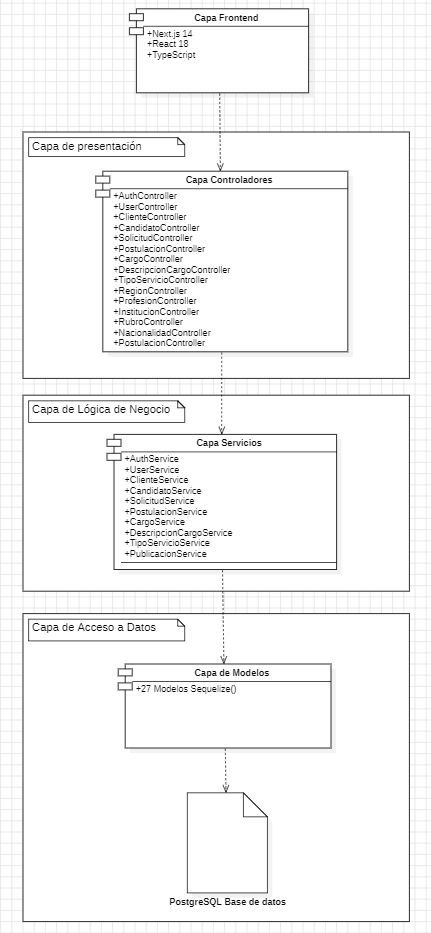 Capa Frontend
+Next.js 14
+React 18
+TypeScript
Capa de presentación
Capa Controladores
+AuthController
+UserController
+ClienteController
+CandidatoController
+SolicitudController
+PostulacionController
+CargoController
+DescripcionCargoController
+TipoServicioController
+RegionController
+ProfesionController
+InstitucionController
+RubroController
+NacionalidadController
+PostulacionController
Capa de Lógica de Negocio
Capa Servicios
+AuthService
+UserService
+ClienteService
+CandidatoService
+SolicitudService
+PostulacionService
+CargoService
+DescripcionCargoService
+TipoServicioService
+PublicacionService
Capa de Acceso a Datos
Capa de Modelos
+27 Modelos Sequelize()
PostgreSQL Base de datos